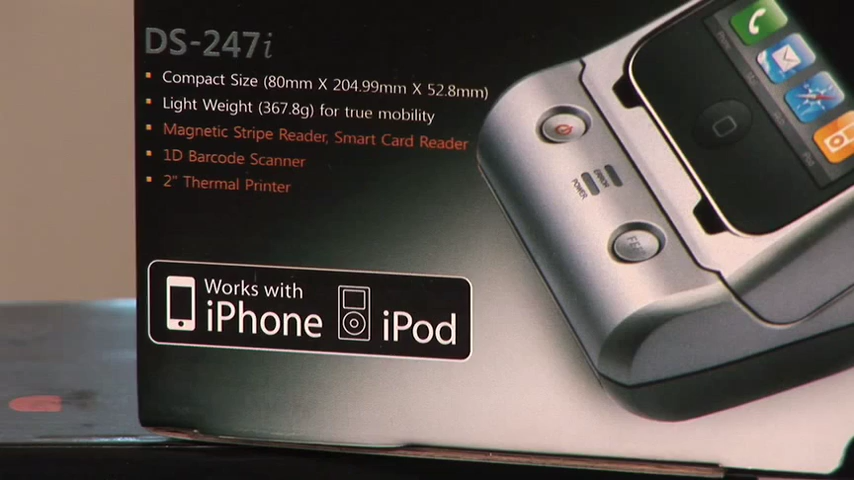 DS-247i
Compact Size (80mm X 204.99mm X 52.8mm)
Light Weight (367.8g) for true mobility
Magnetic Stripe Reader, Smart Card Reader
1D Barcode Scanner
2" Thermal Printer
Works with
iPhone
iPod
ERROR
POWER
FEED